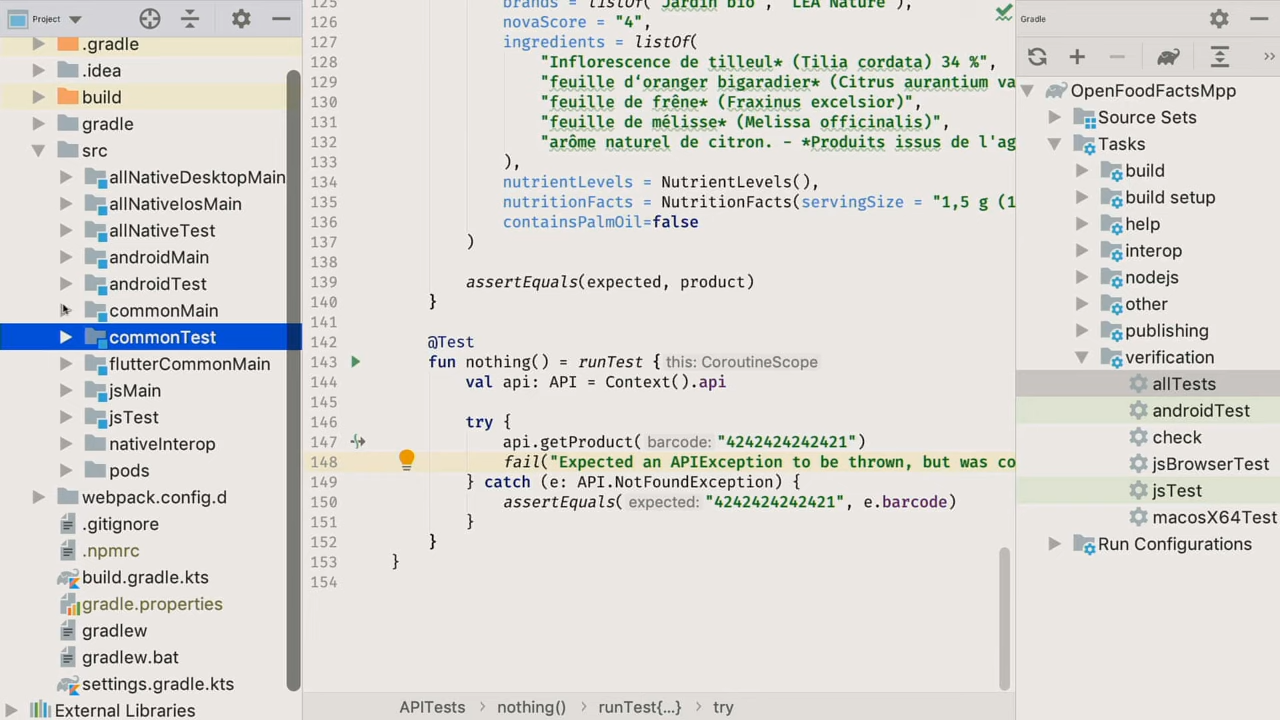 Project
.gradle
.idea
build
gradle
src
allNativeDesktopMain
allNativeIosMain
allNativeTest
androidMain
androidTest
commonMain
commonTest
flutterCommonMain
jsMain
jsTest
nativeInterop
pods
webpack.config.d
.gitignore
.npmrc
build.gradle.kts
gradle.properties
gradlew
gradlew.bat
settings.gradle.kts
External Libraries
125 brands = listOf("Jardin bio", "LEA Nature"),
126 novaScore = "4",
127 ingredients = listOf(
128 "Inflorescence de tilleul* (Tilia cordata) 34 %",
129 "feuille d‘oranger bigaradier* (Citrus aurantium va
130 "feuille de frêne* (Fraxinus excelsior)",
131 "feuille de mélisse* (Melissa officinalis)",
132 "arôme naturel de citron. - *Produits issus de l'ag
133 ),
134 nutrientLevels = NutrientLevels(),
135 nutritionFacts = NutritionFacts(servingSize = "1,5 g (1
136 containsPalmOil=false
137 )
138
139 assertEquals(expected, product)
140 }
141
142 @Test
143 fun nothing() = runTest { this: CoroutineScope
144 val api: API = Context().api
145
146 try {
147 api.getProduct( barcode: "4242424242421")
148 fail("Expected an APIException to be thrown, but was co
149 } catch (e: API.NotFoundException) {
150 assertEquals( expected: "4242424242421", e.barcode)
151 }
152 }
153 }
154
APITests › nothing() › runTest{...} › try
Gradle
OpenFoodFactsMpp
Source Sets
Tasks
build
build setup
help
interop
nodejs
other
publishing
verification
allTests
androidTest
check
jsBrowserTest
jsTest
macosX64Test
Run Configurations